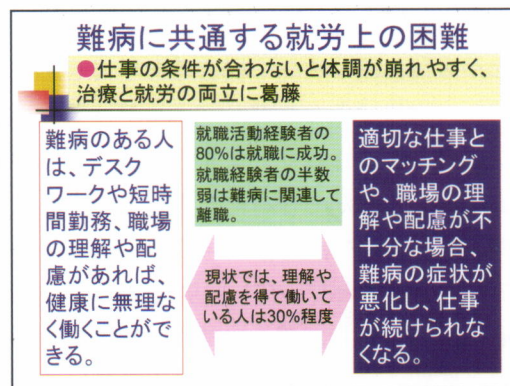 難病に共通する就労上の困難
●仕事の条件が合わないと体調が崩れやすく、
治療と就労の両立に葛藤
難病のある人
は、デスク
ワークや短時
間勤務、職場
の理解や配
慮があれば、
健康に無理な
く働くことがで
きる。
就職活動経験者の
80%は就職に成功。
就職経験者の半数
弱は難病に関連して
離職。
現状では、理解や
配慮を得て働いて
いる人は30%程度
適切な仕事と
のマッチング
や、職場の理
解や配慮が不
十分な場合、
難病の症状が
悪化し、仕事
が続けられな
くなる。